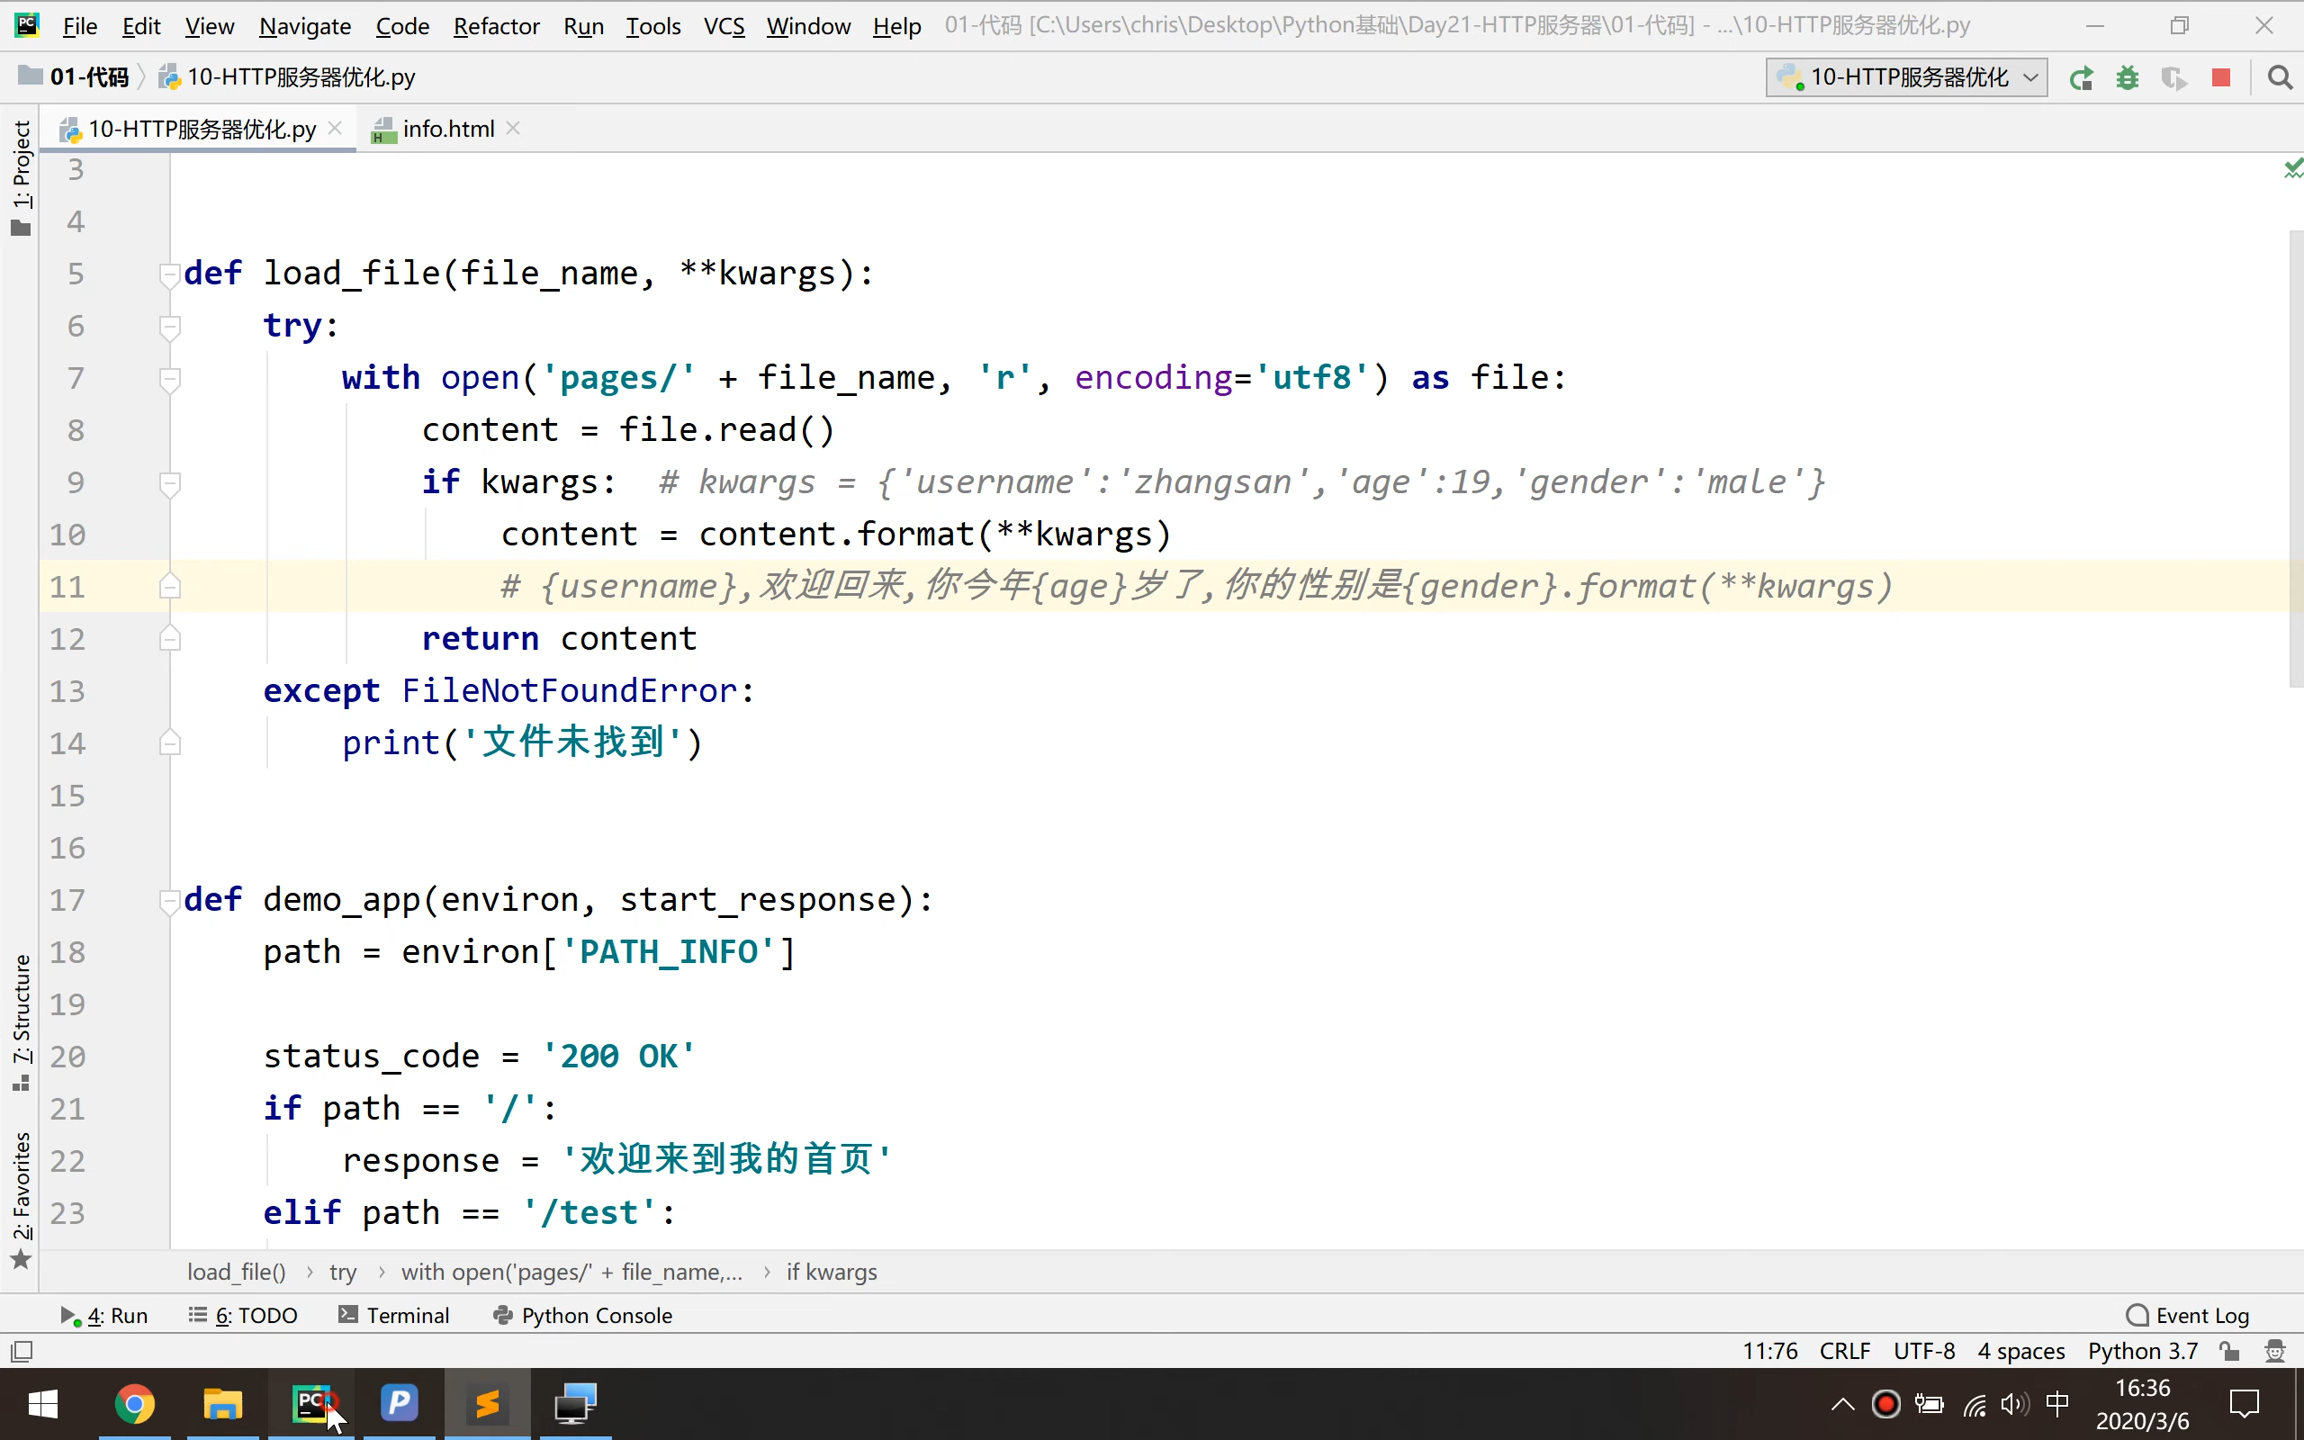 File Edit View Navigate Code Refactor Run Tools VCS Window Help 01-代码 [C:\Users\chris\Desktop\Python基础\Day21-HTTP服务器\01-代码] - ...\10-HTTP服务器优化.py
01-代码 10-HTTP服务器优化.py 10-HTTP服务器优化
10-HTTP服务器优化.py info.html
1: Project
7: Structure
2: Favorites
3
4
5 def load_file(file_name, **kwargs):
6 try:
7 with open('pages/' + file_name, 'r', encoding='utf8') as file:
8 content = file.read()
9 if kwargs: # kwargs = {'username':'zhangsan','age':19,'gender':'male'}
10 content = content.format(**kwargs)
11 # {username},欢迎回来,你今年{age}岁了,你的性别是{gender}.format(**kwargs)
12 return content
13 except FileNotFoundError:
14 print('文件未找到')
15
16
17 def demo_app(environ, start_response):
18 path = environ['PATH_INFO']
19
20 status_code = '200 OK'
21 if path == '/':
22 response = '欢迎来到我的首页'
23 elif path == '/test':
load_file() › try › with open('pages/' + file_name,... › if kwargs
4: Run 6: TODO Terminal Python Console Event Log
11:76 CRLF UTF-8 4 spaces Python 3.7
中 16:36
2020/3/6